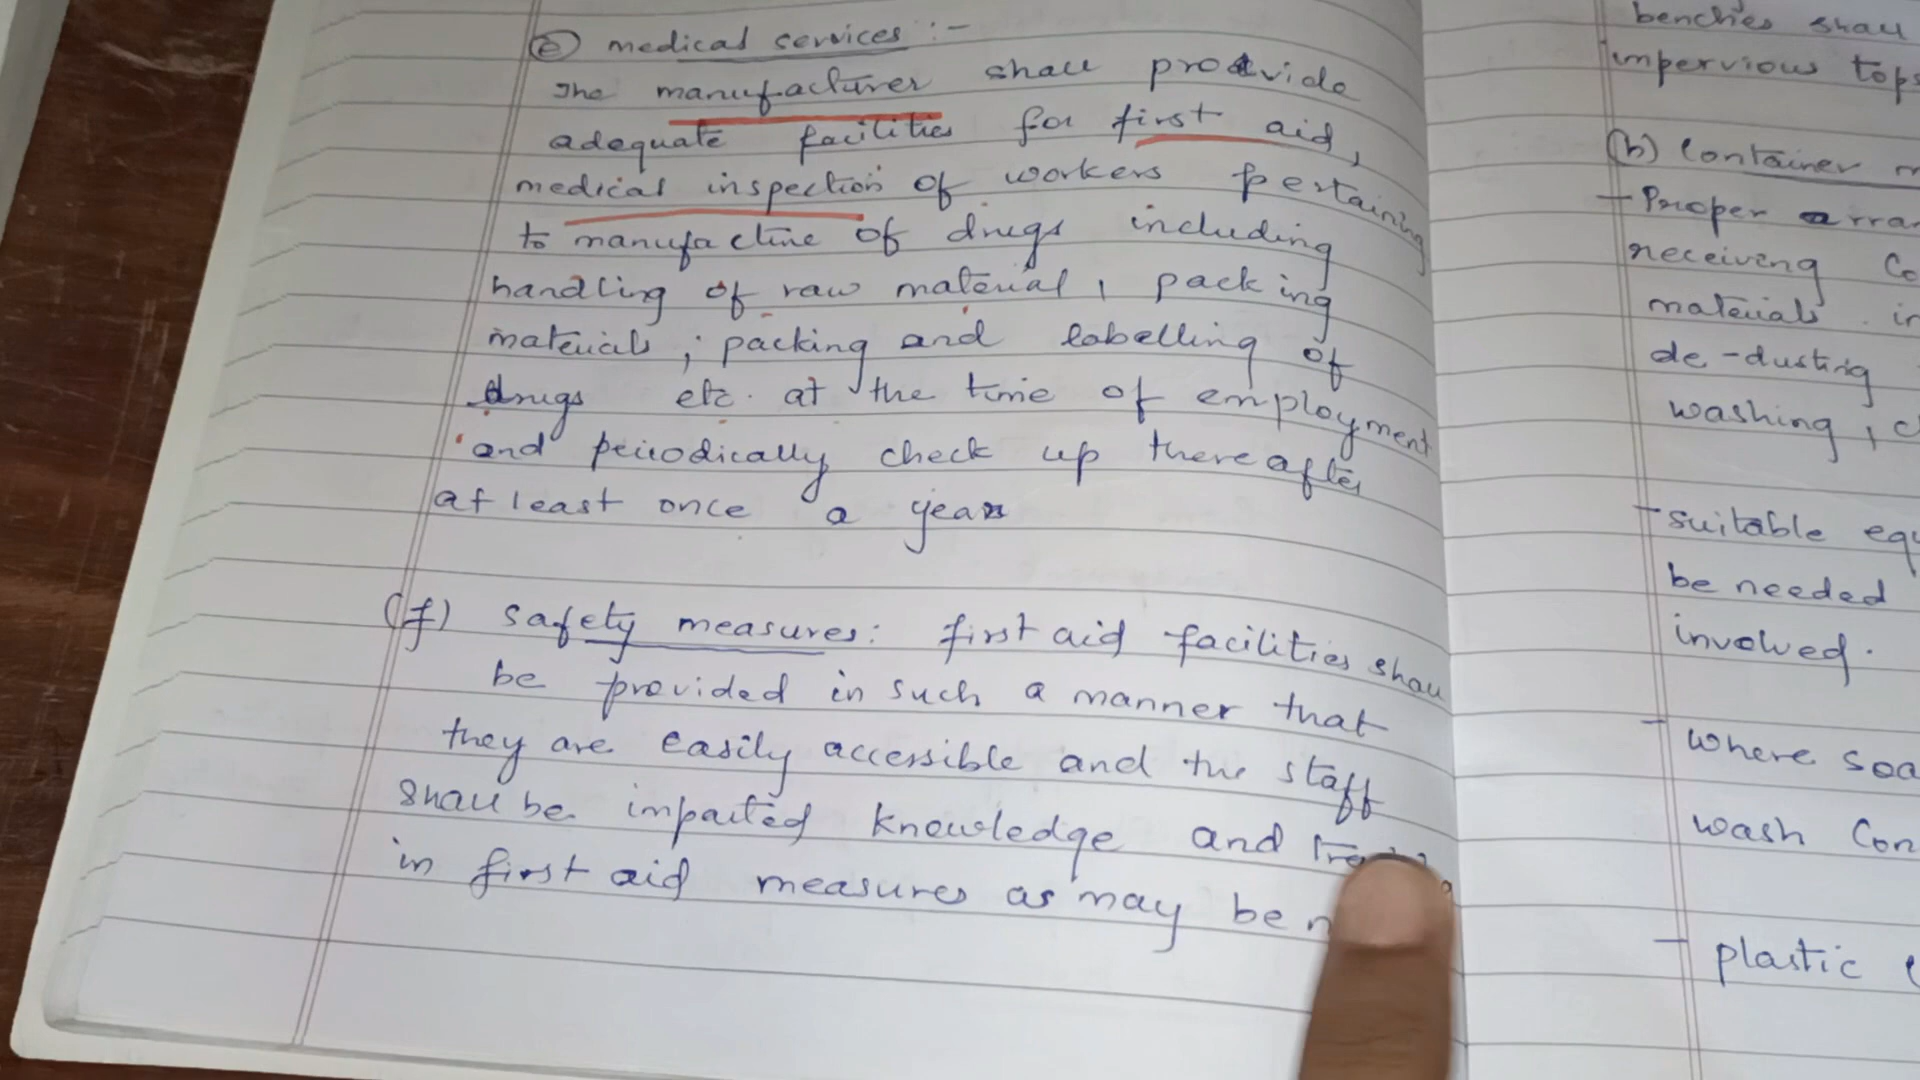 (e) medical services :-
The manufacturer shall provide
adequate facilities for first aid,
medical inspection of workers pertaining
to manufacture of drugs including
handling of raw material, packing
materials, packing and labelling of
drugs etc. at the time of employment
and periodically check up thereafter
at least once a year
(f) safety measures: first aid facilities shall
be provided in such a manner that
they are easily accessible and the staff
shall be imparted knowledge and
in first aid measures as may be
benches shall
impervious tops
(h) Container
- Proper
receiving
materials
de-dusting
washing,
- suitable
be needed
involved.
- where
wash
- plastic